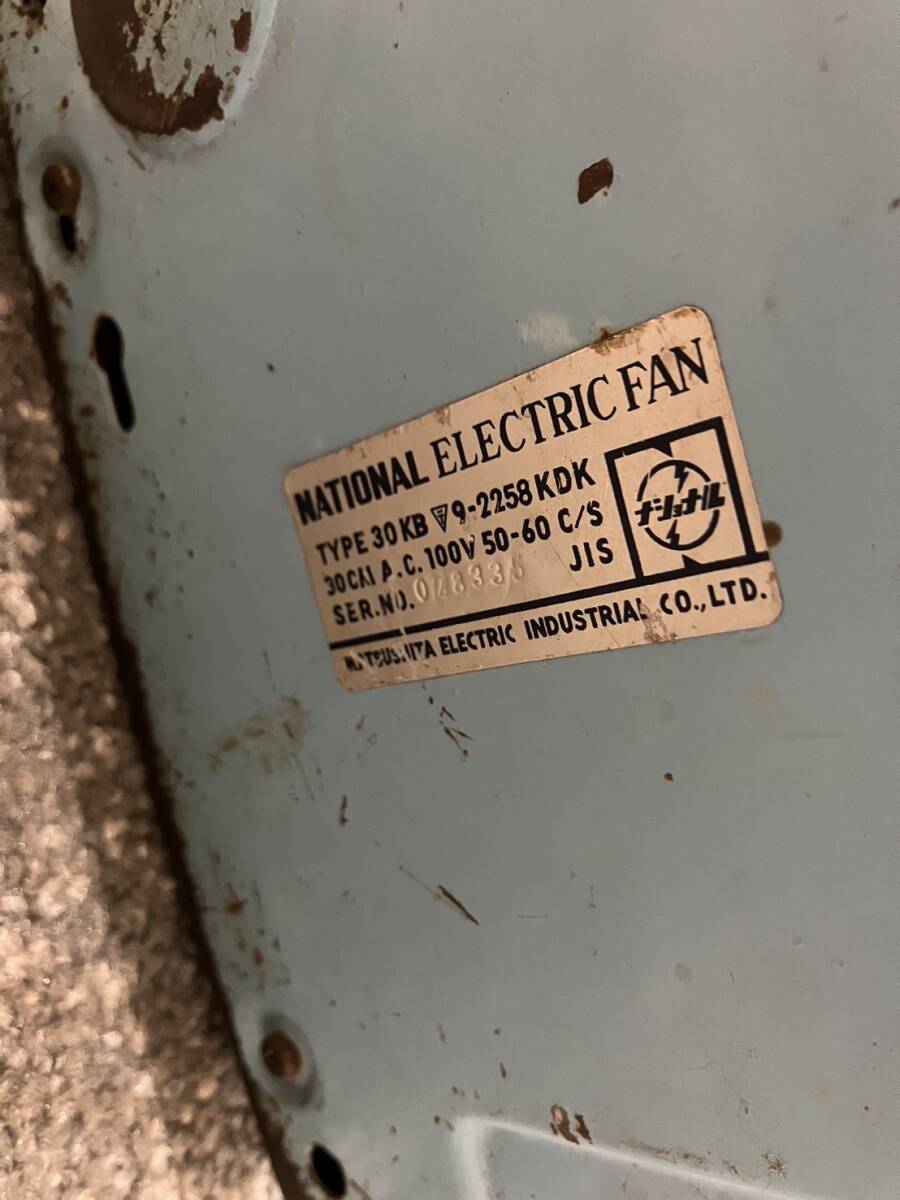 NATIONAL ELECTRIC FAN
TYPE 30KB 〒9-2258 KDK
30CM A.C. 100V 50-60 C/S
SER.NO. 028335 JIS
ナショナル
MATSUSHITA ELECTRIC INDUSTRIAL CO., LTD.